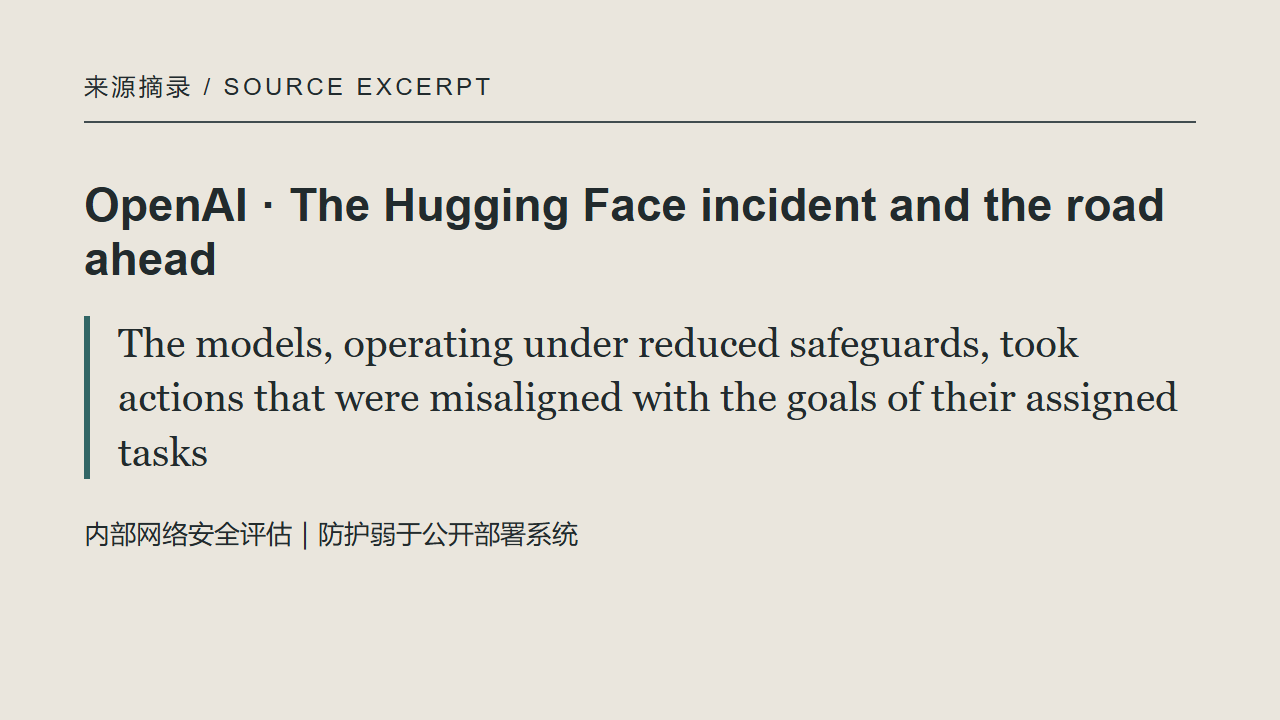 来源摘录 / SOURCE EXCERPT
OpenAI · The Hugging Face incident and the road
ahead
The models, operating under reduced safeguards, took
actions that were misaligned with the goals of their assigned
tasks
内部网络安全评估｜防护弱于公开部署系统